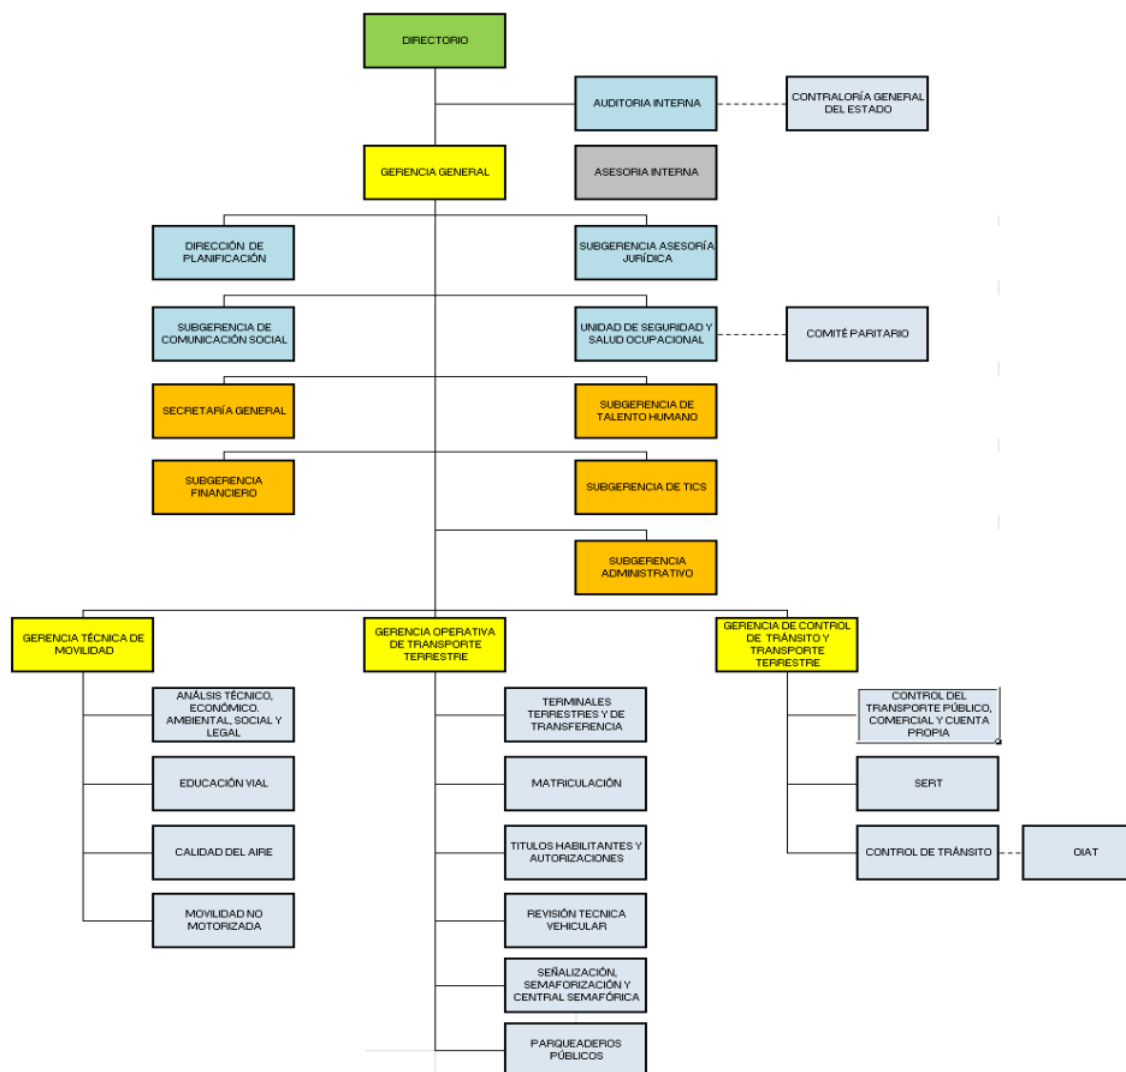 DIRECTORIO
AUDITORIA INTERNA
CONTRALORÍA GENERAL
DEL ESTADO
GERENCIA GENERAL
ASESORIA INTERNA
DIRECCIÓN DE
PLANIFICACIÓN
SUBGERENCIA ASESORÍA
JURÍDICA
SUBGERENCIA DE
COMUNICACIÓN SOCIAL
UNIDAD DE SEGURIDAD Y
SALUD OCUPACIONAL
COMITÉ PARITARIO
SECRETARÍA GENERAL
SUBGERENCIA DE
TALENTO HUMANO
SUBGERENCIA
FINANCIERO
SUBGERENCIA DE TICS
SUBGERENCIA
ADMINISTRATIVO
GERENCIA TÉCNICA DE
MOVILIDAD
GERENCIA OPERATIVA
DE TRANSPORTE
TERRESTRE
GERENCIA DE CONTROL
DE TRÁNSITO Y
TRANSPORTE
TERRESTRE
ANÁLSIS TÉCNICO,
ECONÓMICO.
AMBIENTAL, SOCIAL Y
LEGAL
TERMINALES
TERRESTRES Y DE
TRANSFERENCIA
CONTROL DEL
TRANSPORTE PÚBLICO,
COMERCIAL Y CUENTA
PROPIA
EDUCACIÓN VIAL
MATRICULACIÓN
SERT
CALIDAD DEL AIRE
TITULOS HABILITANTES Y
AUTORIZACIONES
CONTROL DE TRÁNSITO
OIAT
MOVILIDAD NO
MOTORIZADA
REVISIÓN TECNICA
VEHICULAR
SEÑALIZACIÓN,
SEMAFORIZACIÓN Y
CENTRAL SEMAFÓRICA
PARQUEADEROS
PÚBLICOS